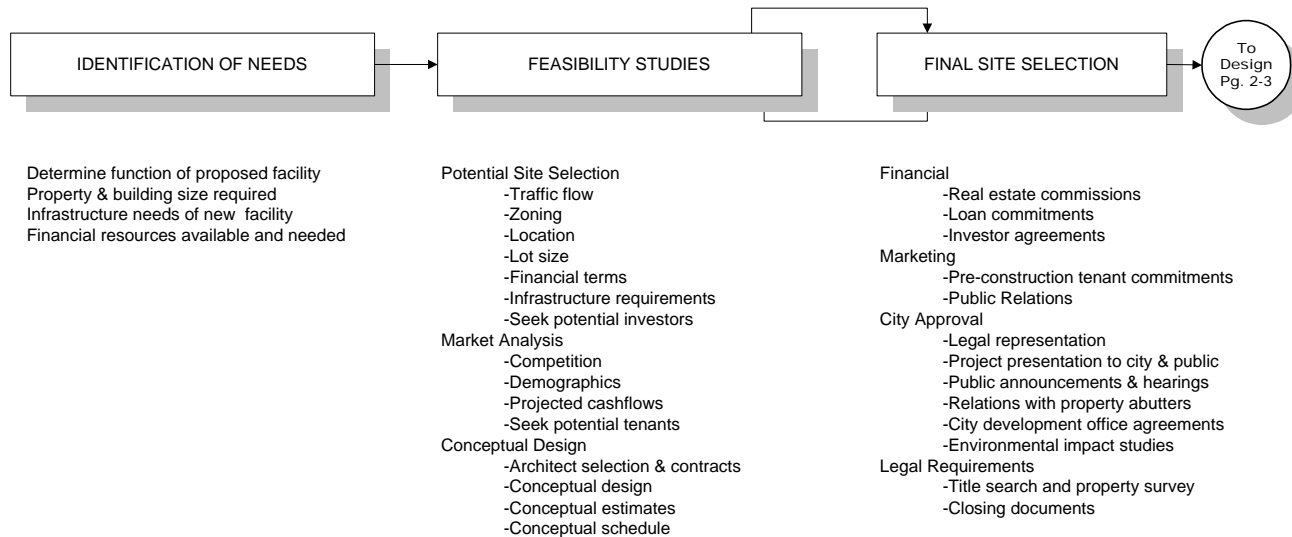 IDENTIFICATION OF NEEDS
FEASIBILITY STUDIES
FINAL SITE SELECTION
To
Design
Pg. 2-3
Determine function of proposed facility
Property & building size required
Infrastructure needs of new facility
Financial resources available and needed
Potential Site Selection
-Traffic flow
-Zoning
-Location
-Lot size
-Financial terms
-Infrastructure requirements
-Seek potential investors
Market Analysis
-Competition
-Demographics
-Projected cashflows
-Seek potential tenants
Conceptual Design
-Architect selection & contracts
-Conceptual design
-Conceptual estimates
-Conceptual schedule
Financial
-Real estate commissions
-Loan commitments
-Investor agreements
Marketing
-Pre-construction tenant commitments
-Public Relations
City Approval
-Legal representation
-Project presentation to city & public
-Public announcements & hearings
-Relations with property abutters
-City development office agreements
-Environmental impact studies
Legal Requirements
-Title search and property survey
-Closing documents